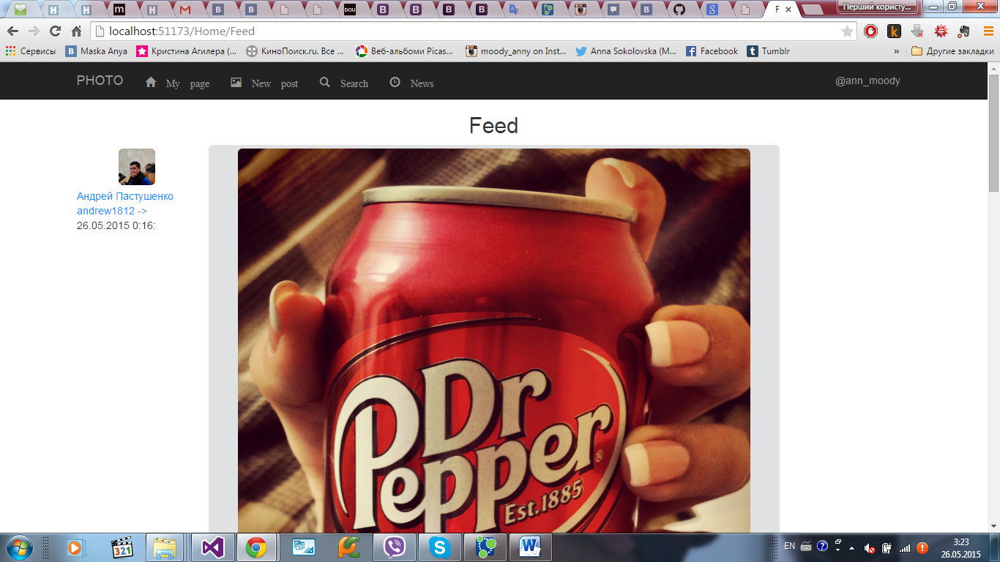 DOU
B
B
B
B
B
B
B
F
Перший користу...
localhost:51173/Home/Feed
Сервисы
Maska Anya
Кристина Агилера (...
КиноПоиск.ru. Все ...
Веб-альбоми Picas...
moody_anny on Inst...
Anna Sokolovska (M...
Facebook
Tumblr
»
Другие закладки
PHOTO
My page
New post
Search
News
@ann_moody
Feed
Андрей Пастушенко
andrew1812 ->
26.05.2015 0:16:
Dr
Pepper
®
Est.1885
321
EN
3:23
26.05.2015